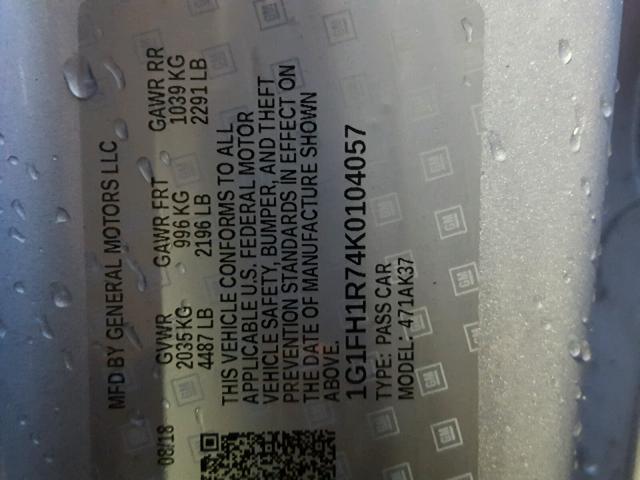 MFD BY GENERAL MOTORS LLC
08/18 GVWR GAWR FRT GAWR RR
2035KG 996 KG 1039 KG
4487 LB 2196 LB 2291 LB
THIS VEHICLE CONFORMS TO ALL
APPLICABLE U.S. FEDERAL MOTOR
VEHICLE SAFETY, BUMPER, AND THEFT
PREVENTION STANDARDS IN EFFECT ON
THE DATE OF MANUFACTURE SHOWN
ABOVE.
1G1FH1R74K0104057
TYPE: PASS CAR
MODEL: 471AK37